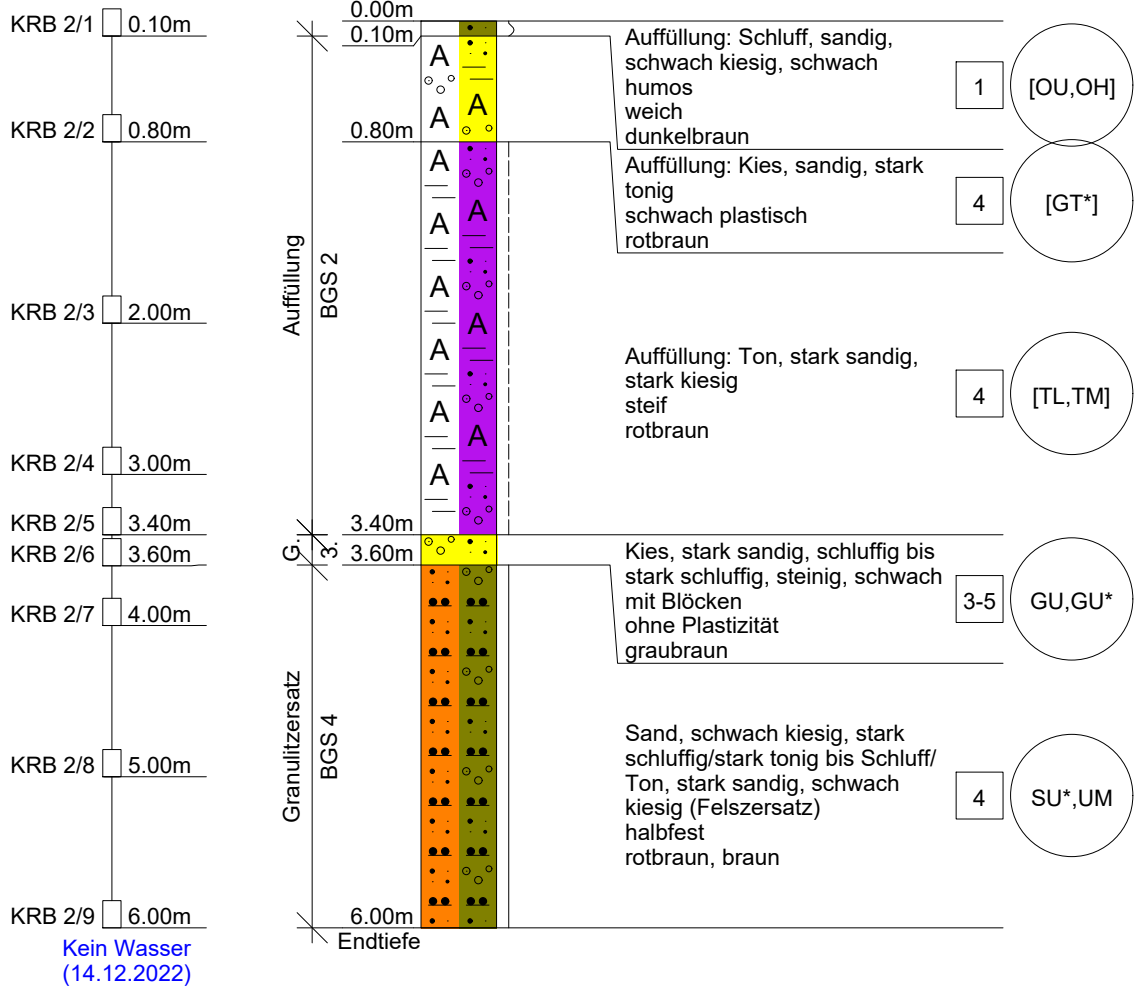 KRB 2/1 0.10m
KRB 2/2 0.80m
KRB 2/3 2.00m
KRB 2/4 3.00m
KRB 2/5 3.40m
KRB 2/6 3.60m
KRB 2/7 4.00m
KRB 2/8 5.00m
KRB 2/9 6.00m
Kein Wasser
(14.12.2022)
Auffüllung
BGS 2
G.
3.
Granulitzersatz
BGS 4
0.00m
0.10m
0.80m
3.40m
3.60m
6.00m
Endtiefe
A
A
A
A
A
A
A
A
A
A
A
A
A
Auffüllung: Schluff, sandig,
schwach kiesig, schwach
humos
weich
dunkelbraun
1
[OU,OH]
Auffüllung: Kies, sandig, stark
tonig
schwach plastisch
rotbraun
4
[GT*]
Auffüllung: Ton, stark sandig,
stark kiesig
steif
rotbraun
4
[TL,TM]
Kies, stark sandig, schluffig bis
stark schluffig, steinig, schwach
mit Blöcken
ohne Plastizität
graubraun
3-5
GU,GU*
Sand, schwach kiesig, stark
schluffig/stark tonig bis Schluff/
Ton, stark sandig, schwach
kiesig (Felszersatz)
halbfest
rotbraun, braun
4
SU*,UM